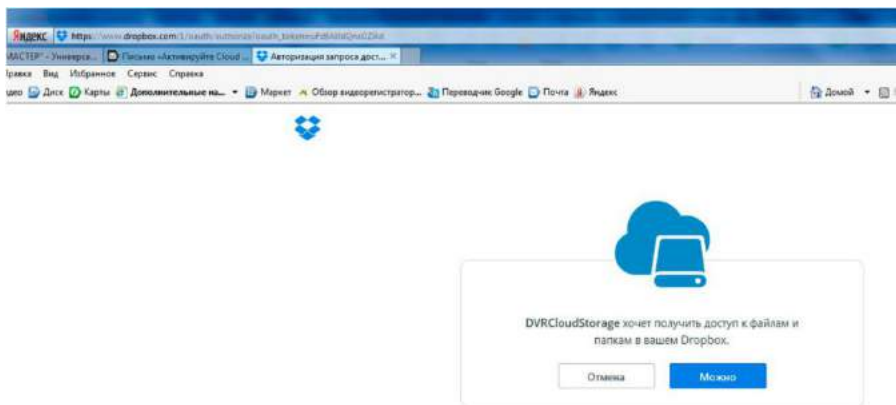 Яндекс https://www.dropbox.com/1/oauth/authorize?oauth_token=
МАСТЕР" - Универса... Письмо «Активируйте Cloud ... Авторизация запроса дост... ×
Правка Вид Избранное Сервис Справка
део Диск Карты Дополнительные на... Маркет Обзор видеорегистратор... Переводчик Google Почта Яндекс Домой
DVRCloudStorage хочет получить доступ к файлам и
папкам в вашем Dropbox.
Отмена Можно